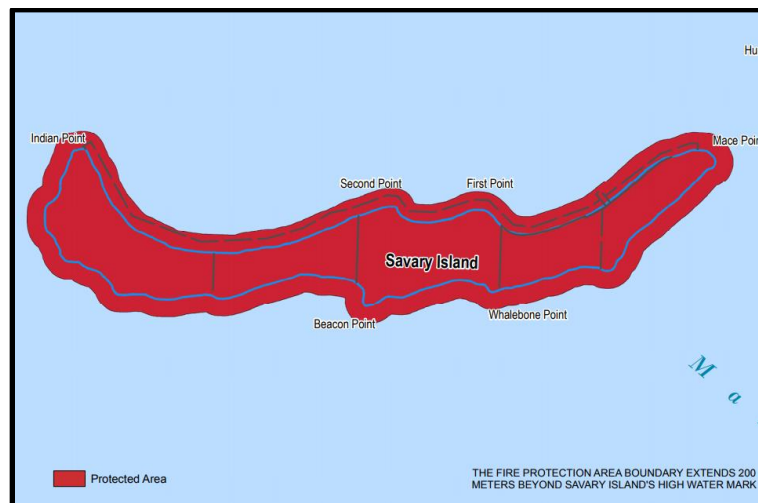 Hu
Indian Point
Mace Poin
Second Point
First Point
Savary Island
Beacon Point
Whalebone Point
M a
Protected Area
THE FIRE PROTECTION AREA BOUNDARY EXTENDS 200
METERS BEYOND SAVARY ISLAND'S HIGH WATER MARK